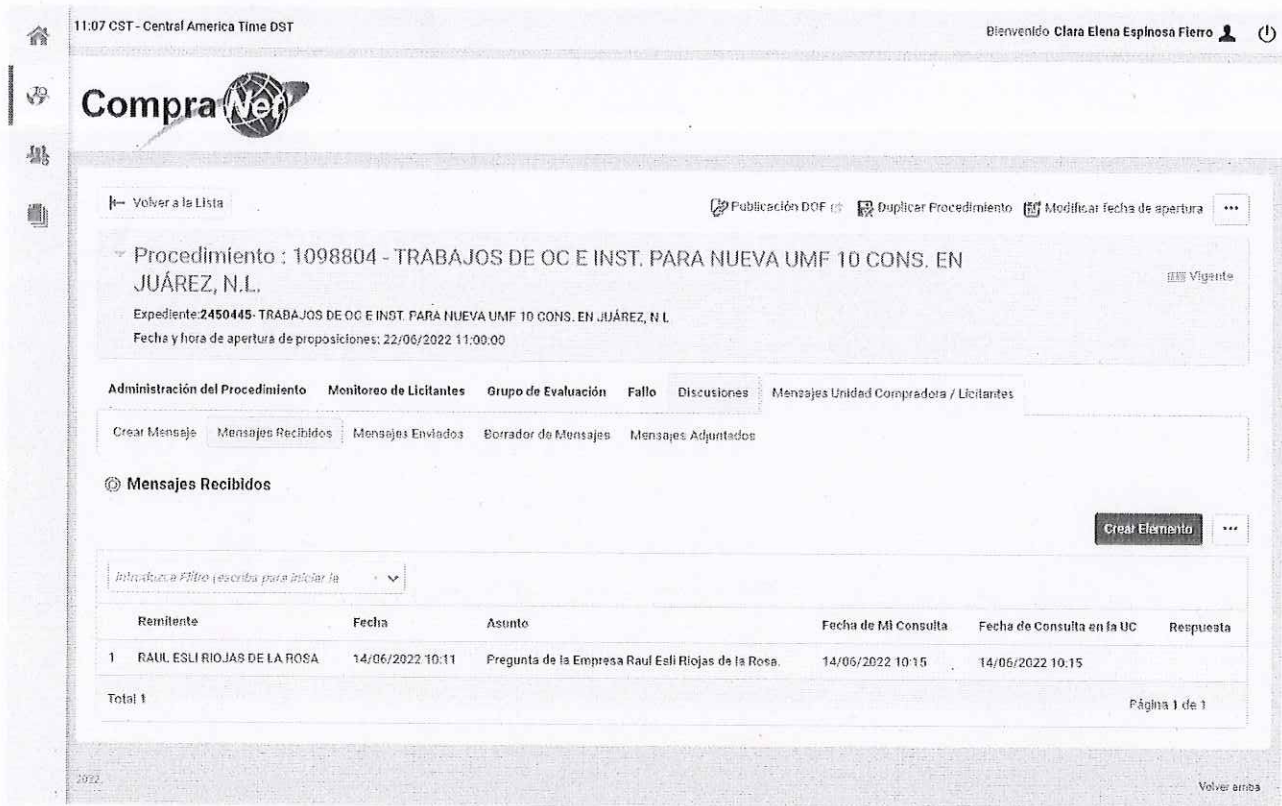 11:07 CST - Central America Time DST
Bienvenido Clara Elena Espinosa Fierro
CompraNet
Volver a la Lista
Publicación DOF
Duplicar Procedimiento
Modificar fecha de apertura
...
Procedimiento : 1098804 - TRABAJOS DE OC E INST. PARA NUEVA UMF 10 CONS. EN
JUÁREZ, N.L.
Vigente
Expediente:2450445- TRABAJOS DE OC E INST. PARA NUEVA UMF 10 CONS. EN JUÁREZ, N L
Fecha y hora de apertura de proposiciones: 22/06/2022 11:00:00
Administración del Procedimiento Monitoreo de Licitantes Grupo de Evaluación Fallo Discusiones Mensajes Unidad Compradora / Licitantes
Crear Mensaje Mensajes Recibidos Mensajes Enviados Borrador de Mensajes Mensajes Adjuntados
Mensajes Recibidos
Crear Elemento ...
Introduzca Filtro (escriba para iniciar la
Remitente Fecha Asunto Fecha de Mi Consulta Fecha de Consulta en la UC Respuesta
1 RAUL ESLI RIOJAS DE LA ROSA 14/06/2022 10:11 Pregunta de la Empresa Raul Esli Riojas de la Rosa. 14/06/2022 10:15 14/06/2022 10:15
Total 1
Página 1 de 1
2022
Volver arriba